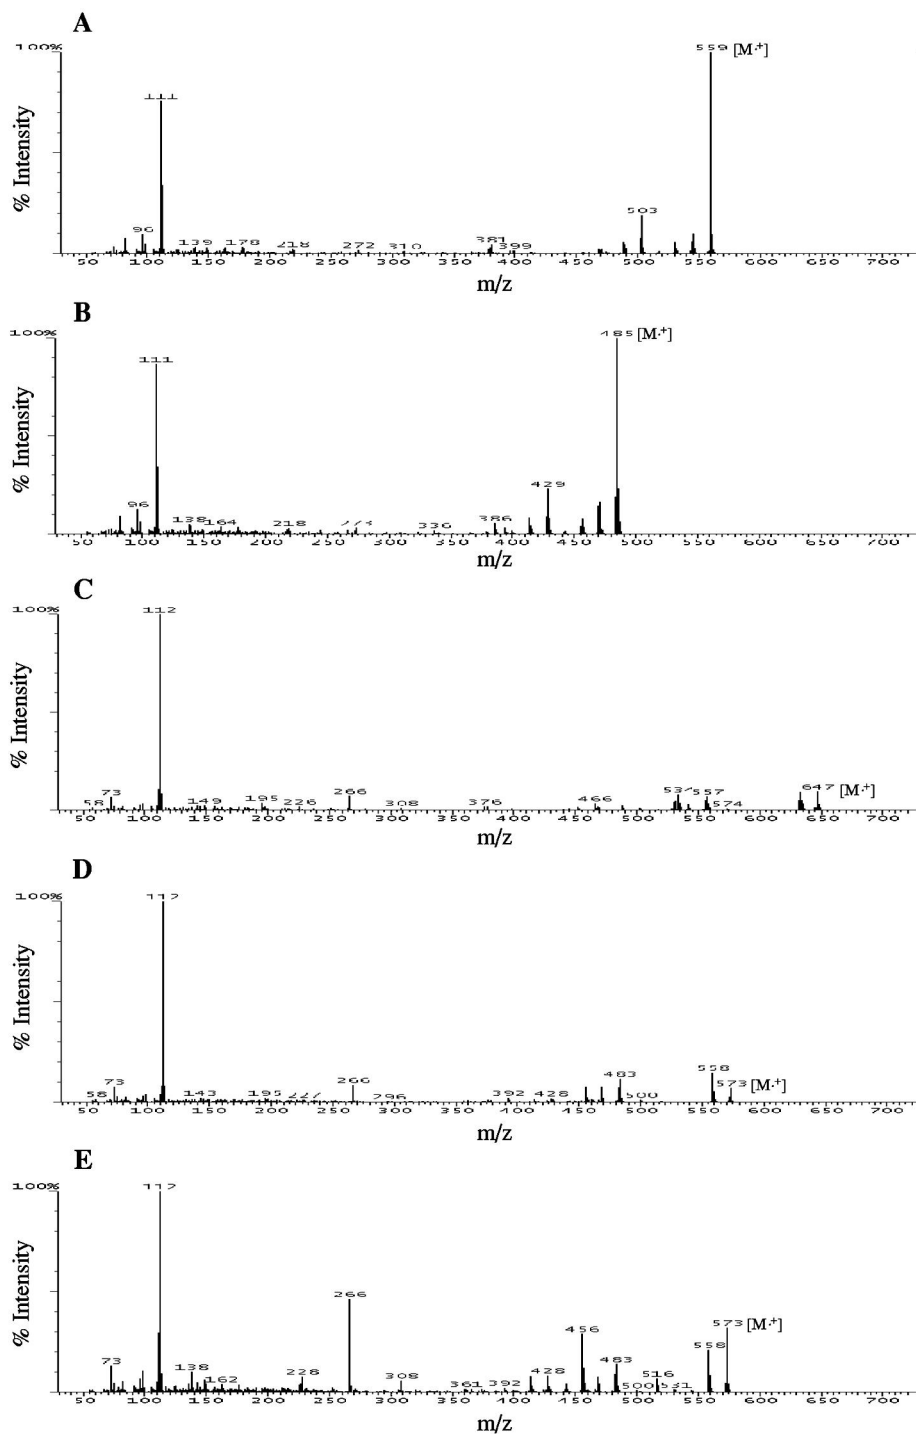 A
100%
559 [M·+]
111
503
96
139 178 218 272 310 381 399
% Intensity
50 100 150 200 250 300 350 400 450 500 550 600 650 700
m/z
B
100%
485 [M·+]
111
429
96
138 164 218 273 336 386
% Intensity
50 100 150 200 250 300 350 400 450 500 550 600 650 700
m/z
C
100%
112
73
58 149 195 226 266 308 376 466 557 574 647 [M·+]
% Intensity
50 100 150 200 250 300 350 400 450 500 550 600 650 700
m/z
D
100%
112
73
58 143 195 227 266 392 428 483 500 558 573 [M·+]
% Intensity
50 100 150 200 250 300 350 400 450 500 550 600 650 700
m/z
E
100%
112
266
573 [M·+]
456
558
73 138 162 228 308 361 392 428 483 500 516 531
% Intensity
50 100 150 200 250 300 350 400 450 500 550 600 650 700
m/z